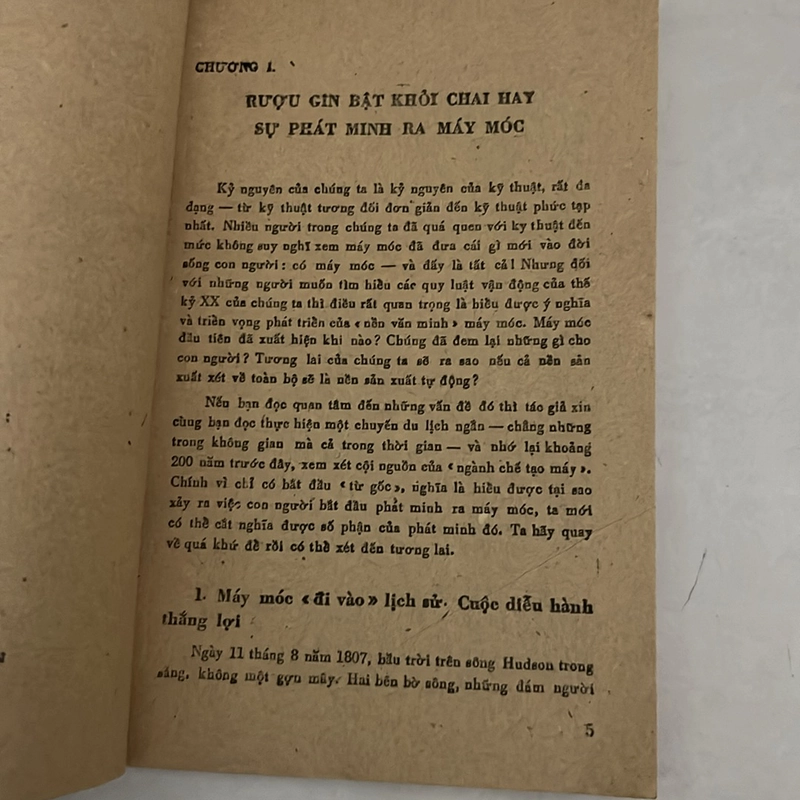 CHƯƠNG 1.
RƯỢU GIN BẬT KHỎI CHAI HAY
SỰ PHÁT MINH RA MÁY MÓC
Kỷ nguyên của chúng ta là kỷ nguyên của kỹ thuật, rất đa
dạng — từ kỹ thuật tương đối đơn giản đến kỹ thuật phức tạp
nhất. Nhiều người trong chúng ta đã quá quen với kỹ thuật đến
mức không suy nghĩ xem máy móc đã đưa cái gì mới vào đời
sống con người: có máy móc — và đấy là tất cả! Nhưng đối
với những người muốn tìm hiểu các quy luật vận động của thế
kỷ XX của chúng ta thì điều rất quan trọng là hiểu được ý nghĩa
và triển vọng phát triển của «nền văn minh» máy móc. Máy móc
đầu tiên đã xuất hiện khi nào? Chúng đã đem lại những gì cho
con người? Tương lai của chúng ta sẽ ra sao nếu cả nền sản
xuất xét về toàn bộ sẽ là nền sản xuất tự động?
Nếu bạn đọc quan tâm đến những vấn đề đó thì tác giả xin
cùng bạn đọc thực hiện một chuyến du lịch ngắn — chẳng những
trong không gian mà cả trong thời gian — và nhớ lại khoảng
200 năm trước đây, xem xét cội nguồn của «ngành chế tạo máy».
Chính vì chỉ có bắt đầu «từ gốc», nghĩa là hiểu được tại sao
xảy ra việc con người bắt đầu phát minh ra máy móc, ta mới
có thể cắt nghĩa được số phận của phát minh đó. Ta hãy quay
về quá khứ để rồi có thể xét đến tương lai.
1. Máy móc «đi vào» lịch sử. Cuộc diễu hành
thắng lợi
Ngày 11 tháng 8 năm 1807, bầu trời trên sông Hudson trong
sáng, không một gợn mây. Hai bên bờ sông, những đám người
5